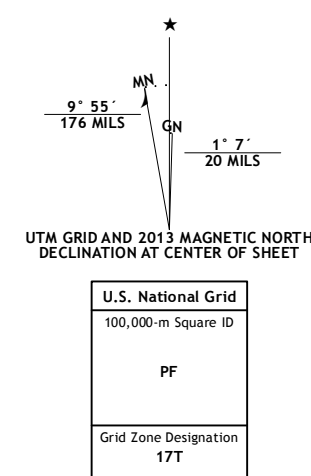 ★
MN
GN
9° 55´
176 MILS
1° 7´
20 MILS
UTM GRID AND 2013 MAGNETIC NORTH
DECLINATION AT CENTER OF SHEET
U.S. National Grid
100,000-m Square ID
PF
Grid Zone Designation
17T